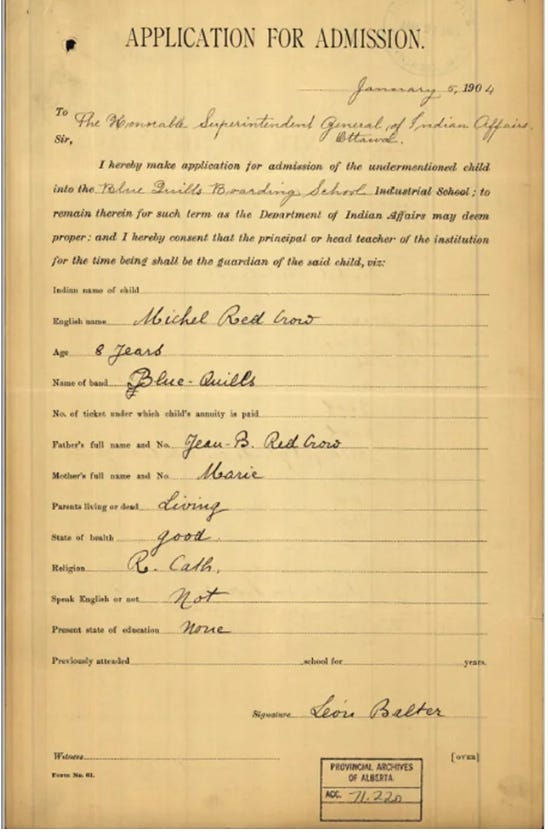 APPLICATION FOR ADMISSION.
January 5, 1904
To The Honorable Superintendent General of Indian Affairs
Sir, Ottawa.
I hereby make application for admission of the undermentioned child
into the Blue Quills Boarding School Industrial School; to
remain therein for such term as the Department of Indian Affairs may deem
proper: and I hereby consent that the principal or head teacher of the institution
for the time being shall be the guardian of the said child, viz:
Indian name of child
English name Michel Red Crow
Age 8 Years
Name of band Blue-Quills
No. of ticket under which child's annuity is paid
Father's full name and No. Jean-B. Red Crow
Mother's full name and No. Marie
Parents living or dead Living
State of health good.
Religion R. Cath.
Speak English or not Not
Present state of education None
Previously attended school for years.
Signature Léon Balter
Witness [OVER]
Form No. 61.
PROVINCIAL ARCHIVES
OF ALBERTA
ACC. 71.220